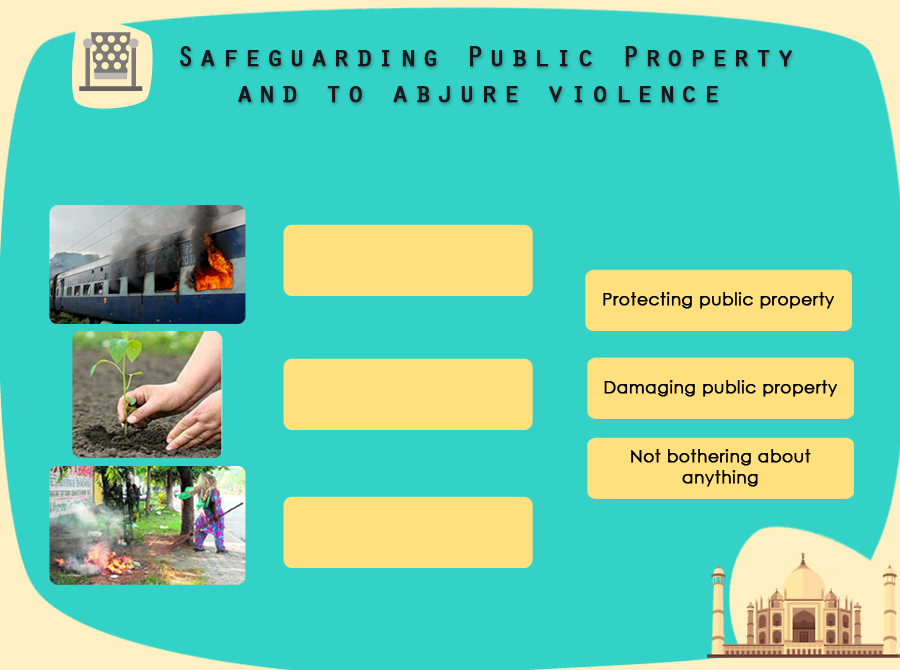 Safeguarding Public Property
and to abjure violence
Protecting public property
Damaging public property
Not bothering about
anything